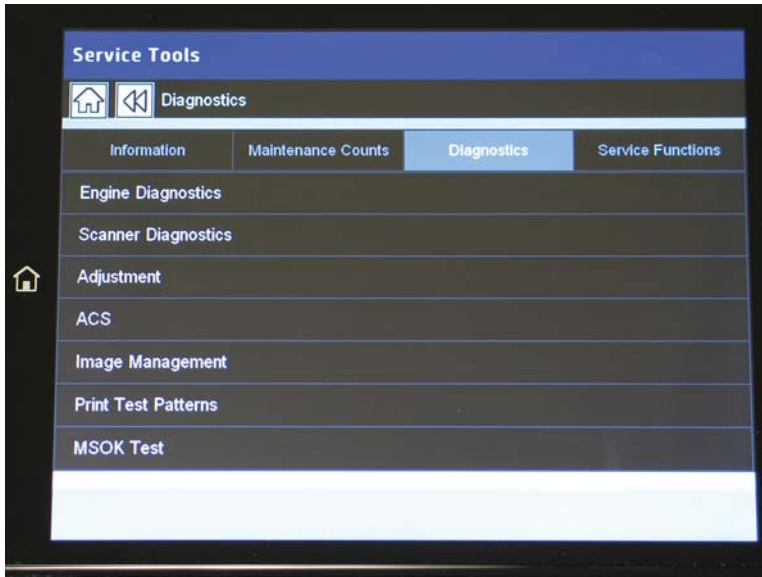 Service Tools
Diagnostics
Information Maintenance Counts Diagnostics Service Functions
Engine Diagnostics
Scanner Diagnostics
Adjustment
ACS
Image Management
Print Test Patterns
MSOK Test